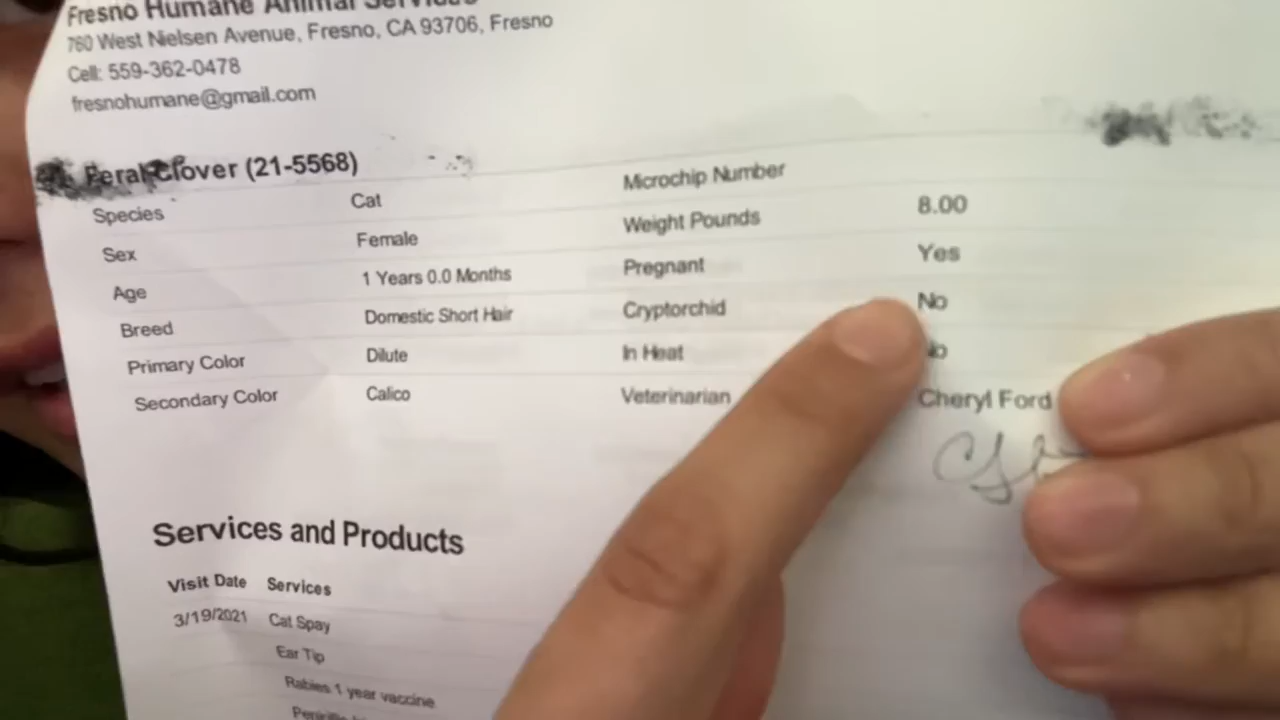 Fresno Humane Animal Services
760 West Nielsen Avenue, Fresno, CA 93706, Fresno
Cell: 559-362-0478
fresnohumane@gmail.com
Feral Clover (21-5568)
Species Cat Microchip Number
Sex Female Weight Pounds 8.00
Age 1 Years 0.0 Months Pregnant Yes
Breed Domestic Short Hair Cryptorchid No
Primary Color Dilute In Heat No
Secondary Color Calico Veterinarian Cheryl Ford
Services and Products
Visit Date Services
3/19/2021 Cat Spay
Ear Tip
Rabies 1 year vaccine